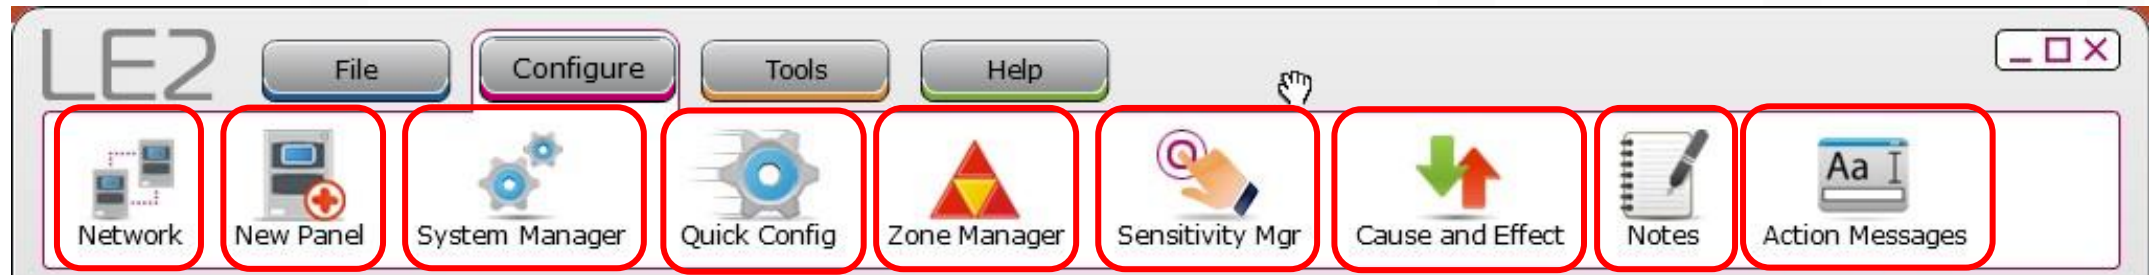 LE2
File Configure Tools Help
Network New Panel System Manager Quick Config Zone Manager Sensitivity Mgr Cause and Effect Notes Action Messages
Aa